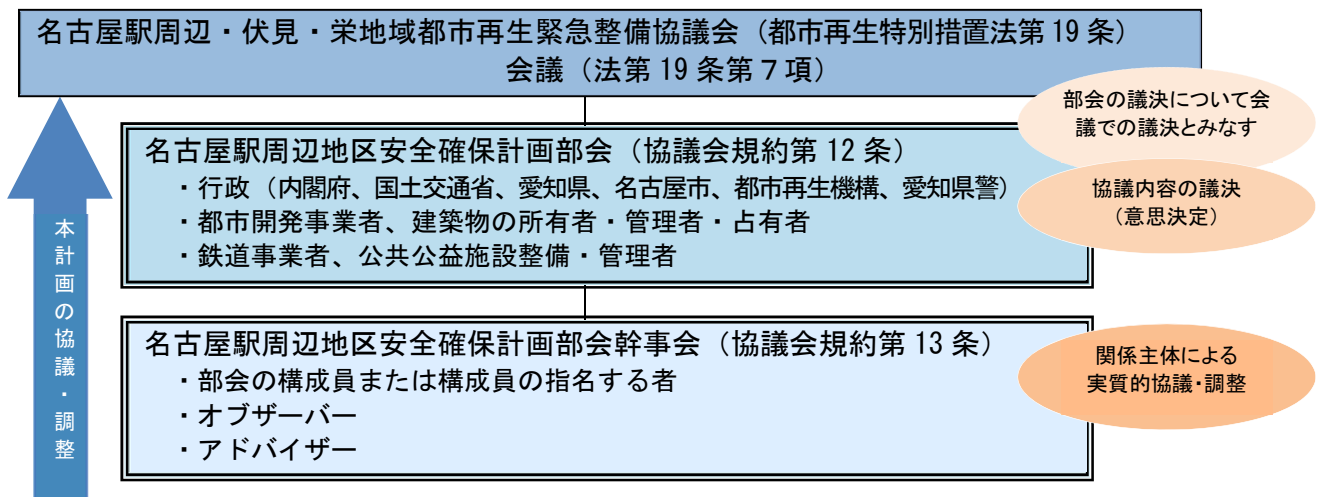 名古屋駅周辺・伏見・栄地域都市再生緊急整備協議会（都市再生特別措置法第19条）
会議（法第19条第７項）
部会の議決について会
議での議決とみなす
名古屋駅周辺地区安全確保計画部会（協議会規約第12条）
・行政（内閣府、国土交通省、愛知県、名古屋市、都市再生機構、愛知県警）
・都市開発事業者、建築物の所有者・管理者・占有者
・鉄道事業者、公共公益施設整備・管理者
協議内容の議決
（意思決定）
名古屋駅周辺地区安全確保計画部会幹事会（協議会規約第13条）
・部会の構成員または構成員の指名する者
・オブザーバー
・アドバイザー
関係主体による
実質的協議・調整
本計画の協議・調整